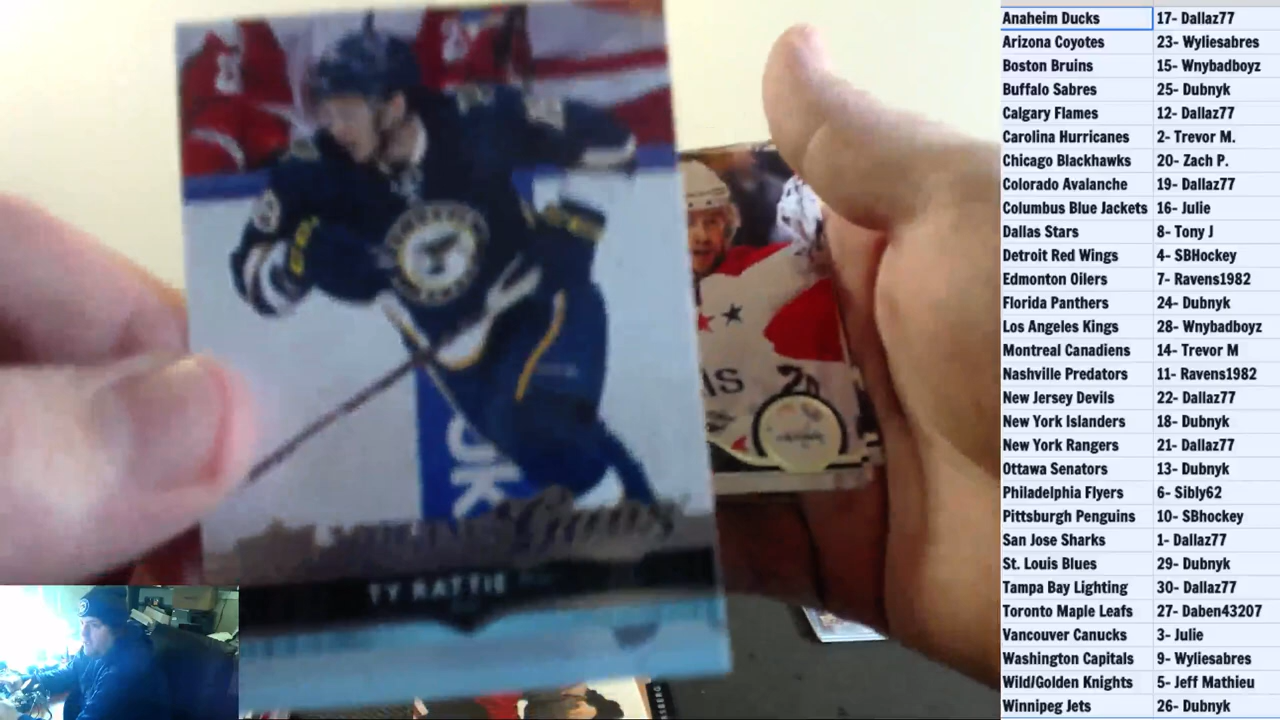 Anaheim Ducks 17- Dallaz77
Arizona Coyotes 23- Wyliesabres
Boston Bruins 15- Wnybadboyz
Buffalo Sabres 25- Dubnyk
Calgary Flames 12- Dallaz77
Carolina Hurricanes 2- Trevor M.
Chicago Blackhawks 20- Zach P.
Colorado Avalanche 19- Dallaz77
Columbus Blue Jackets 16- Julie
Dallas Stars 8- Tony J
Detroit Red Wings 4- SBHockey
Edmonton Oilers 7- Ravens1982
Florida Panthers 24- Dubnyk
Los Angeles Kings 28- Wnybadboyz
Montreal Canadiens 14- Trevor M
Nashville Predators 11- Ravens1982
New Jersey Devils 22- Dallaz77
New York Islanders 18- Dubnyk
New York Rangers 21- Dallaz77
Ottawa Senators 13- Dubnyk
Philadelphia Flyers 6- Sibly62
Pittsburgh Penguins 10- SBhockey
San Jose Sharks 1- Dallaz77
St. Louis Blues 29- Dubnyk
Tampa Bay Lighting 30- Dallaz77
Toronto Maple Leafs 27- Daben43207
Vancouver Canucks 3- Julie
Washington Capitals 9- Wyliesabres
Wild/Golden Knights 5- Jeff Mathieu
Winnipeg Jets 26- Dubnyk
YOUNG Guns
TY RATTIE